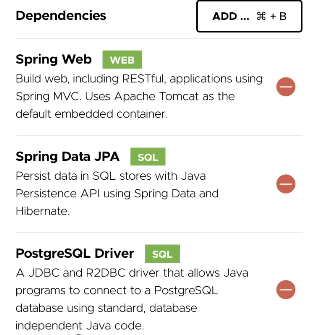 Dependencies
ADD ... ⌘ + B
Spring Web WEB
Build web, including RESTful, applications using
Spring MVC. Uses Apache Tomcat as the
default embedded container.
Spring Data JPA SQL
Persist data in SQL stores with Java
Persistence API using Spring Data and
Hibernate.
PostgreSQL Driver SQL
A JDBC and R2DBC driver that allows Java
programs to connect to a PostgreSQL
database using standard, database
independent Java code.